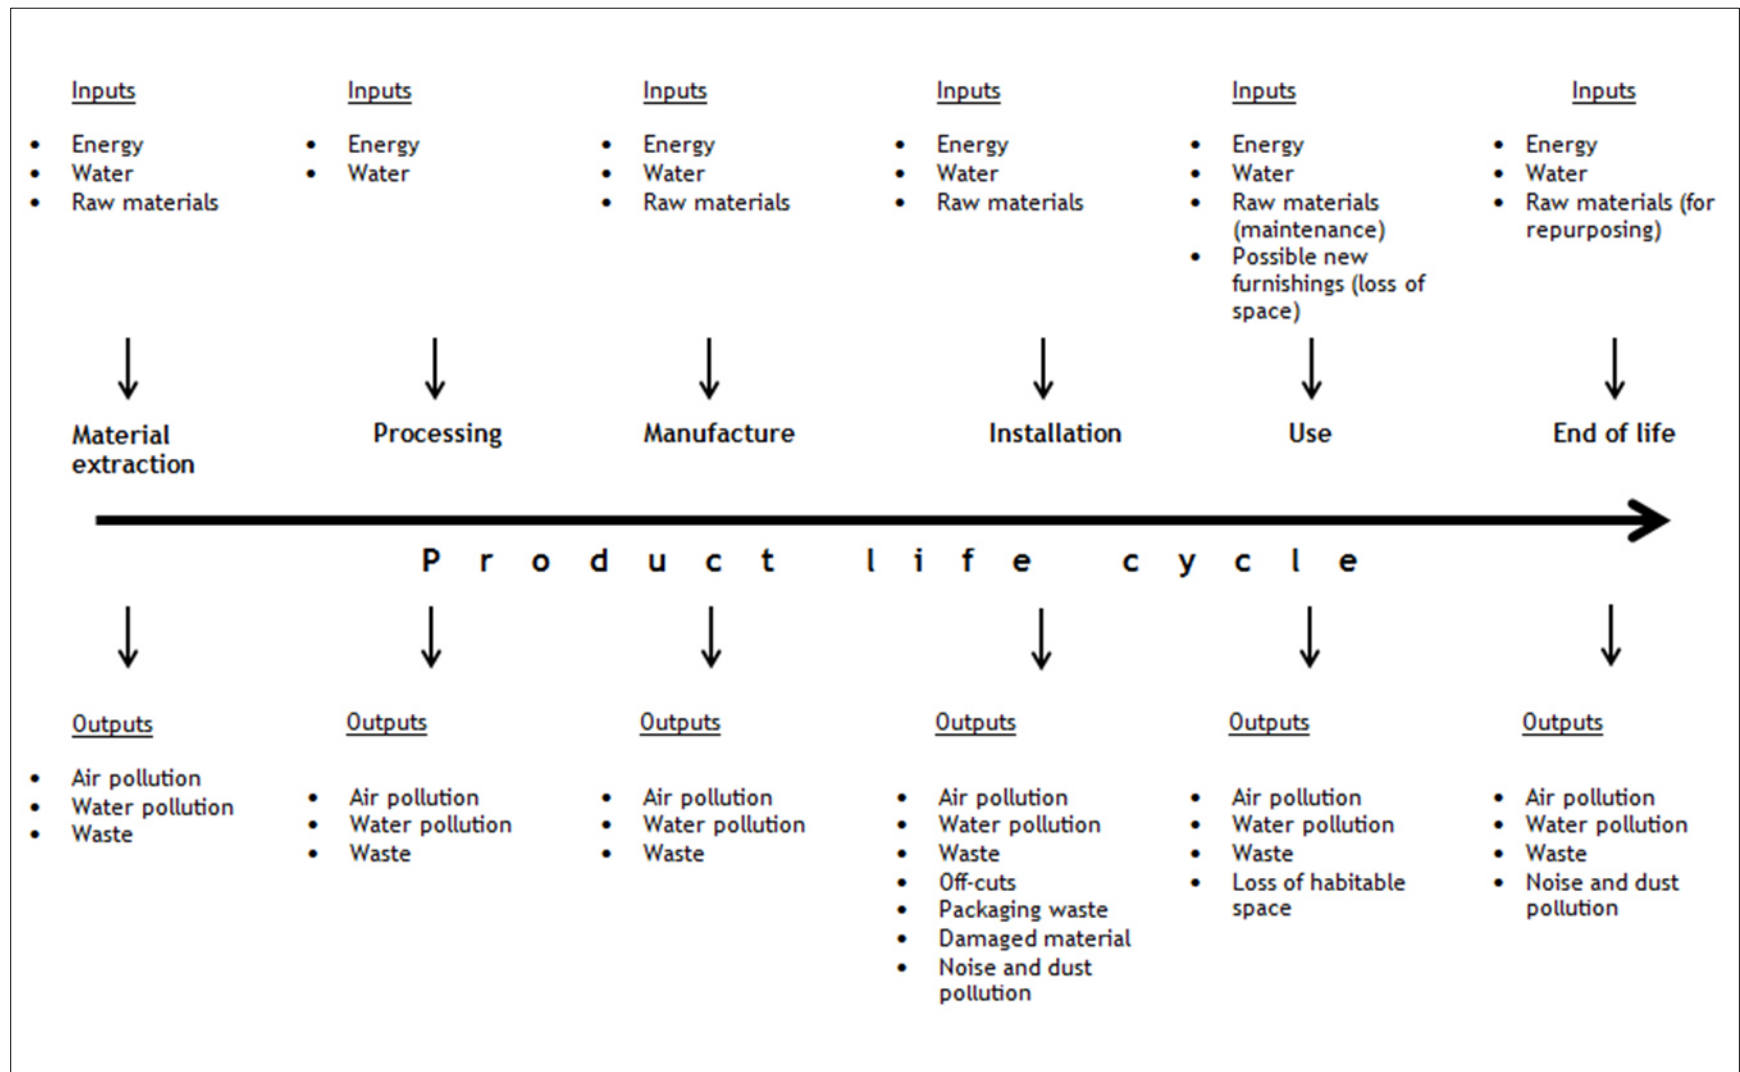 Inputs
• Energy
• Water
• Raw materials
Inputs
• Energy
• Water
Inputs
• Energy
• Water
• Raw materials
Inputs
• Energy
• Water
• Raw materials
Inputs
• Energy
• Water
• Raw materials
(maintenance)
• Possible new
furnishings (loss of
space)
Inputs
• Energy
• Water
• Raw materials (for
repurposing)
Material
extraction
Processing
Manufacture
Installation
Use
End of life
Product life cycle
Outputs
• Air pollution
• Water pollution
• Waste
Outputs
• Air pollution
• Water pollution
• Waste
Outputs
• Air pollution
• Water pollution
• Waste
Outputs
• Air pollution
• Water pollution
• Waste
• Off-cuts
• Packaging waste
• Damaged material
• Noise and dust
pollution
Outputs
• Air pollution
• Water pollution
• Waste
• Loss of habitable
space
Outputs
• Air pollution
• Water pollution
• Waste
• Noise and dust
pollution